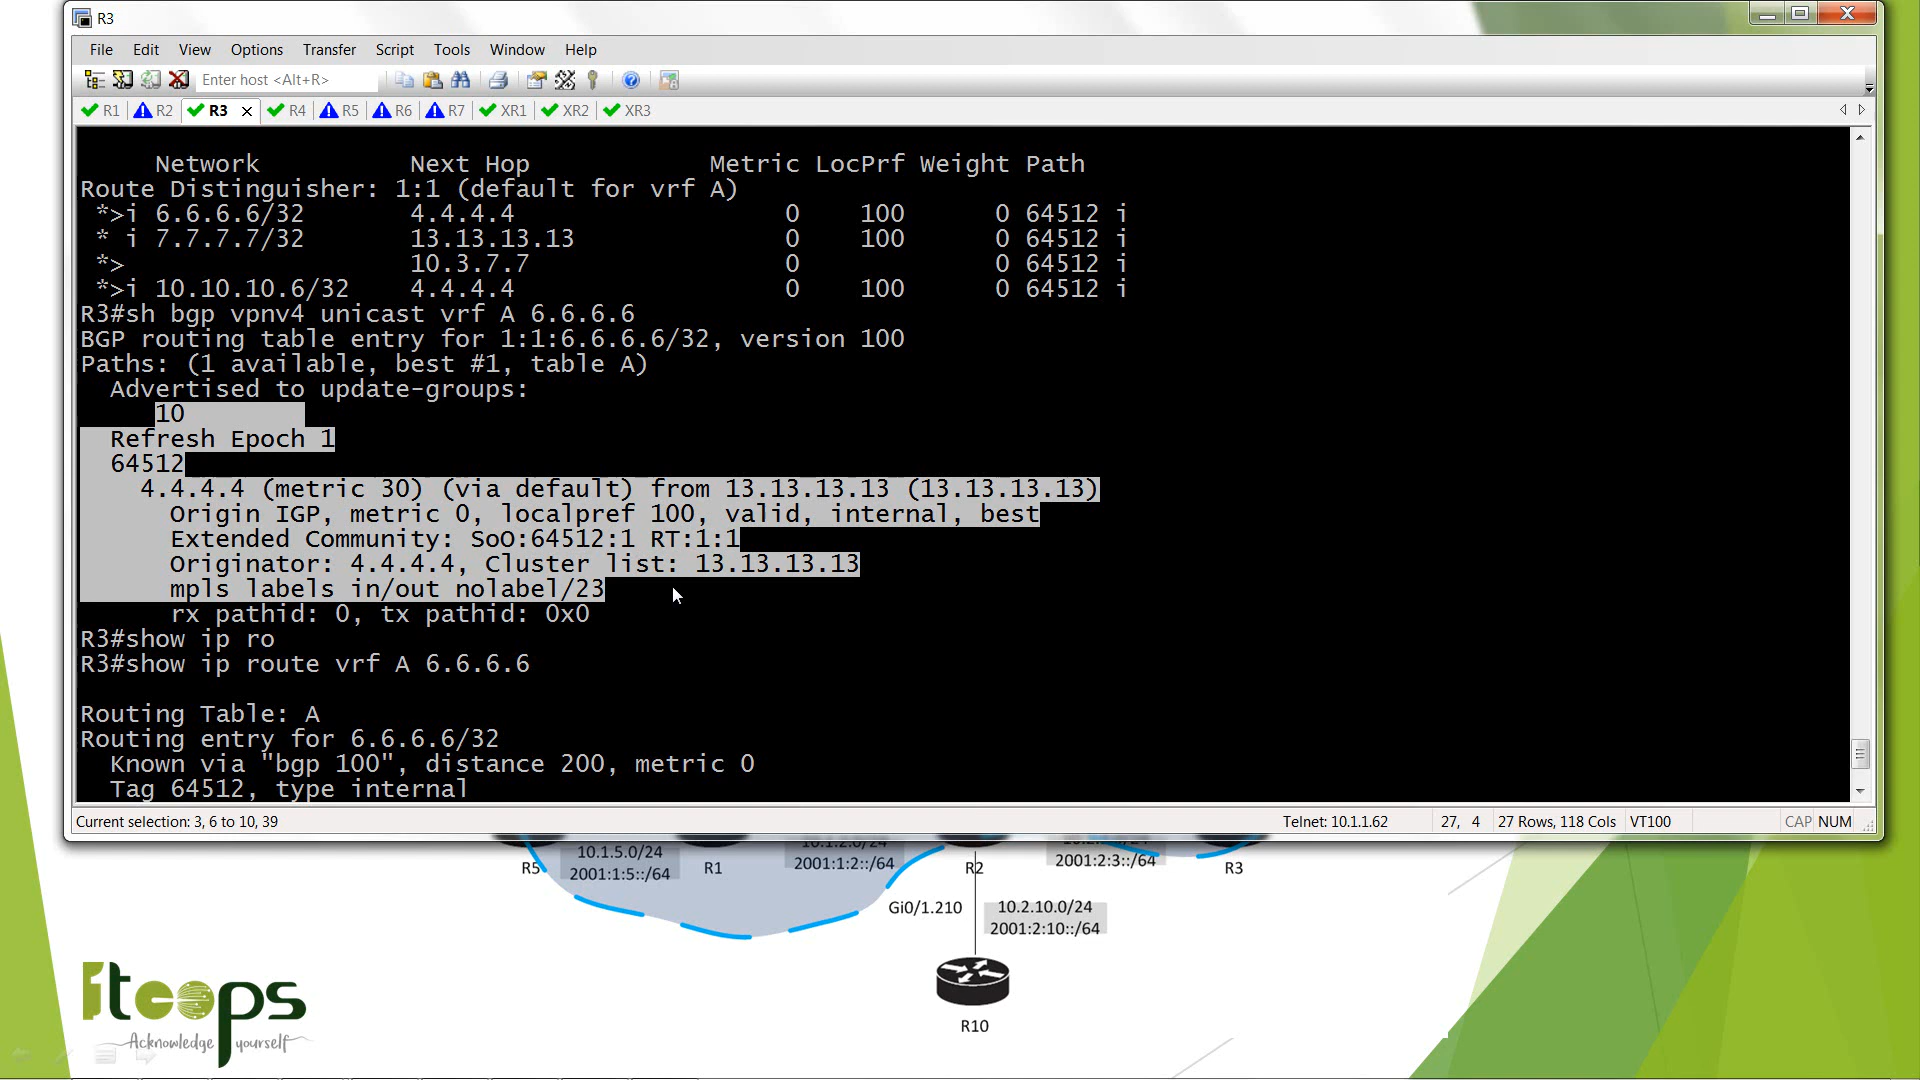 R3
File Edit View Options Transfer Script Tools Window Help
Enter host <Alt+R>
R1 R2 R3 R4 R5 R6 R7 XR1 XR2 XR3
Network Next Hop Metric LocPrf Weight Path
Route Distinguisher: 1:1 (default for vrf A)
*>i 6.6.6.6/32 4.4.4.4 0 100 0 64512 i
* i 7.7.7.7/32 13.13.13.13 0 100 0 64512 i
*> 10.3.7.7 0 0 64512 i
*>i 10.10.10.6/32 4.4.4.4 0 100 0 64512 i
R3#sh bgp vpnv4 unicast vrf A 6.6.6.6
BGP routing table entry for 1:1:6.6.6.6/32, version 100
Paths: (1 available, best #1, table A)
Advertised to update-groups:
10
Refresh Epoch 1
64512
4.4.4.4 (metric 30) (via default) from 13.13.13.13 (13.13.13.13)
Origin IGP, metric 0, localpref 100, valid, internal, best
Extended Community: SoO:64512:1 RT:1:1
Originator: 4.4.4.4, Cluster list: 13.13.13.13
mpls labels in/out nolabel/23
rx pathid: 0, tx pathid: 0x0
R3#show ip ro
R3#show ip route vrf A 6.6.6.6
Routing Table: A
Routing entry for 6.6.6.6/32
Known via "bgp 100", distance 200, metric 0
Tag 64512, type internal
Current selection: 3, 6 to 10, 39 Telnet: 10.1.1.62 27, 4 27 Rows, 118 Cols VT100 CAP NUM
10.1.5.0/24
2001:1:5::/64
10.1.2.0/24
2001:1:2::/64
2001:2:3::/64
R5 R1 R2 R3
Gi0/1.210
10.2.10.0/24
2001:2:10::/64
R10
itoops
Acknowledge yourself